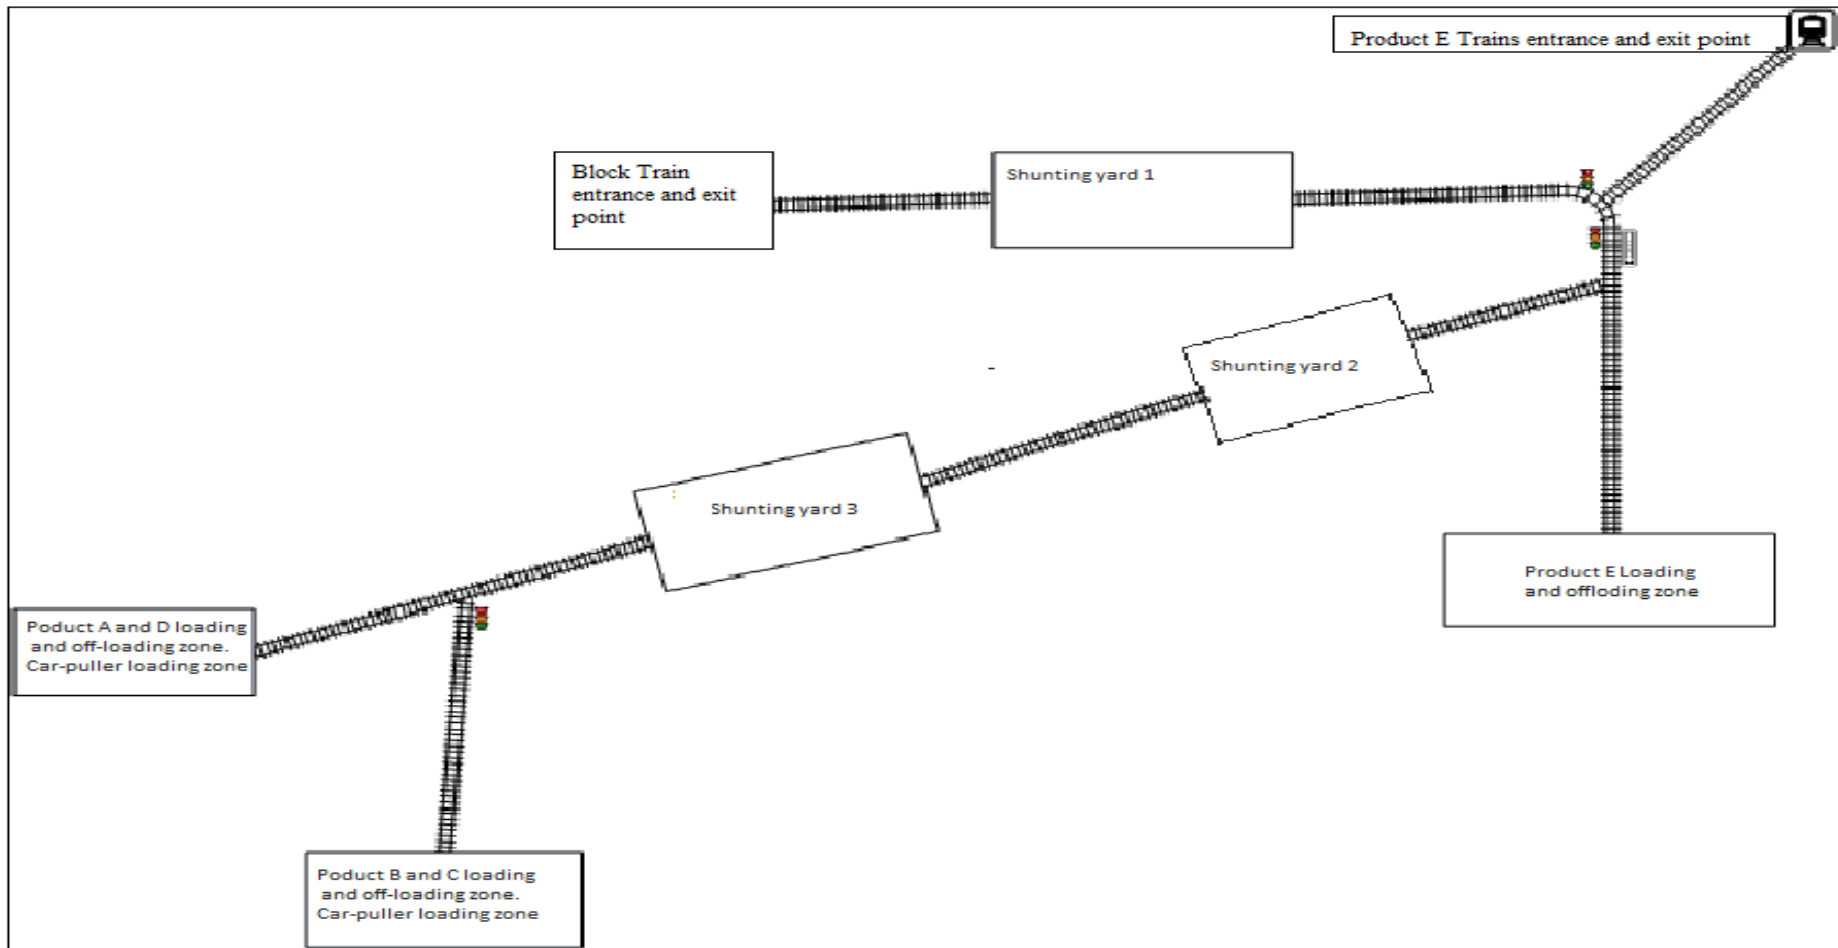 Product E Trains entrance and exit point
Block Train
entrance and exit
point
Shunting yard 1
Shunting yard 2
Shunting yard 3
Product E Loading
and offloding zone
Poduct A and D loading
and off-loading zone.
Car-puller loading zone
Poduct B and C loading
and off-loading zone.
Car-puller loading zone